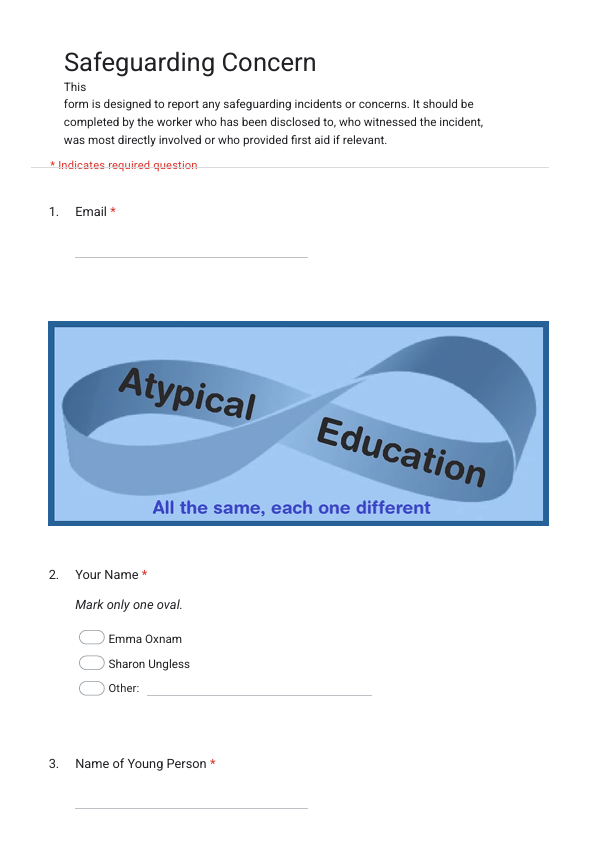 Safeguarding Concern
This
form is designed to report any safeguarding incidents or concerns. It should be
completed by the worker who has been disclosed to, who witnessed the incident,
was most directly involved or who provided first aid if relevant.
* Indicates required question
1. Email *
Atypical
Education
All the same, each one different
2. Your Name *
Mark only one oval.
Emma Oxnam
Sharon Ungless
Other:
3. Name of Young Person *